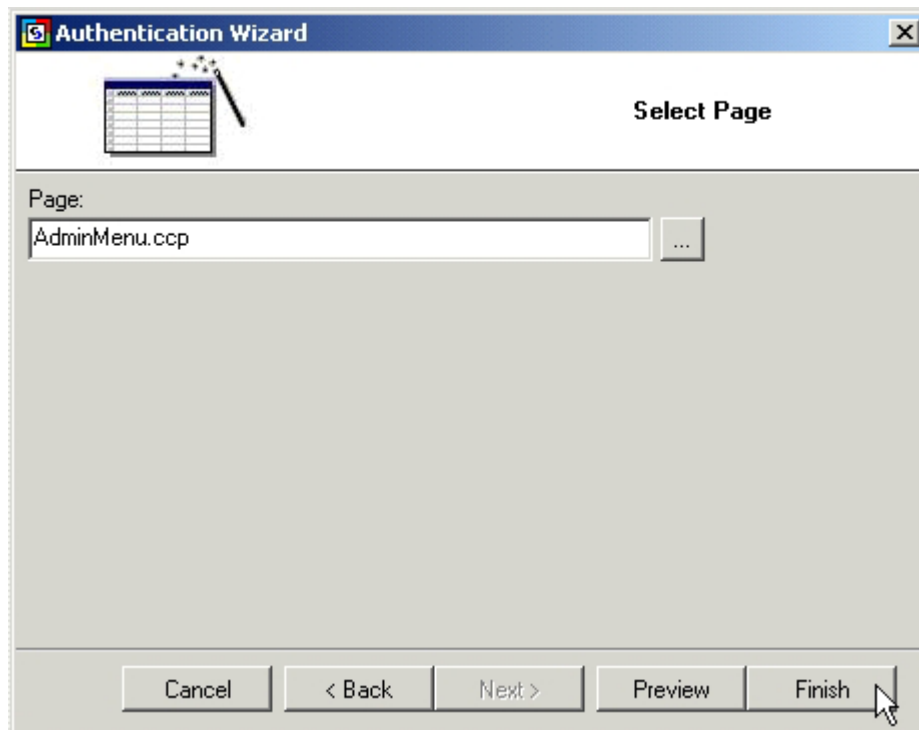 Authentication Wizard
Select Page
Page:
AdminMenu.ccp
...
Cancel < Back Next > Preview Finish